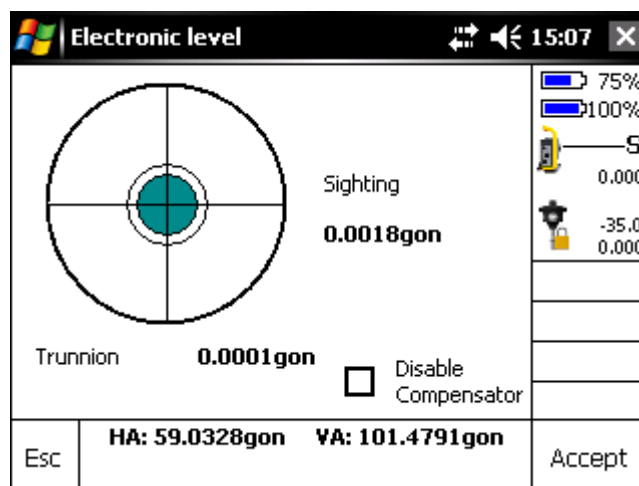 Electronic level 15:07
75%
100%
S
0.000
Sighting
0.0018gon
-35.0
0.000
Trunnion 0.0001gon
Disable
Compensator
HA: 59.0328gon VA: 101.4791gon
Esc
Accept